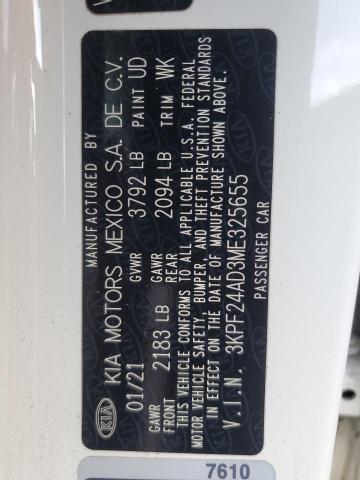 MANUFACTURED BY
KIA KIA MOTORS MEXICO S.A. DE C.V.
01/21 GVWR 3792 LB PAINT UD
GAWR FRONT 2183 LB GAWR REAR 2094 LB TRIM WK
THIS VEHICLE CONFORMS TO ALL APPLICABLE U.S.A. FEDERAL
MOTOR VEHICLE SAFETY, BUMPER, AND THEFT PREVENTION STANDARDS
IN EFFECT ON THE DATE OF MANUFACTURE SHOWN ABOVE.
V.I.N. 3KPF24AD3ME325655
PASSENGER CAR
7610